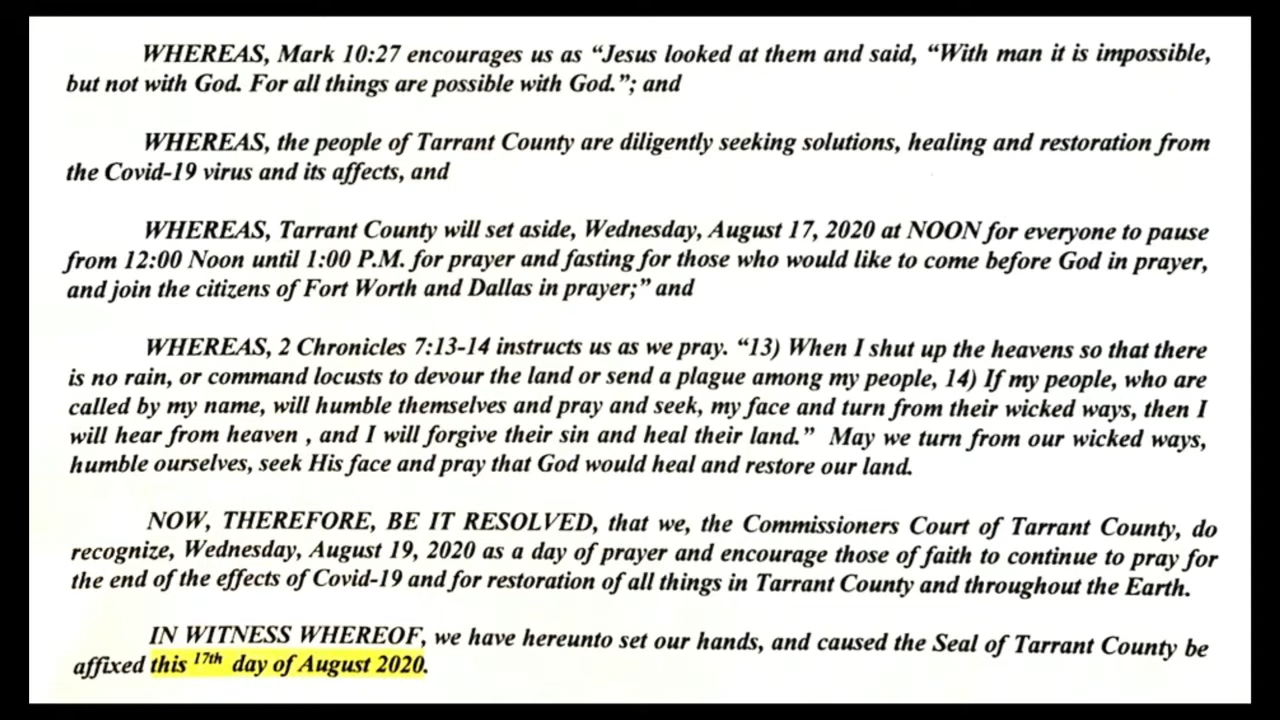 WHEREAS, Mark 10:27 encourages us as “Jesus looked at them and said, “With man it is impossible,
but not with God. For all things are possible with God.”; and
WHEREAS, the people of Tarrant County are diligently seeking solutions, healing and restoration from
the Covid-19 virus and its affects, and
WHEREAS, Tarrant County will set aside, Wednesday, August 17, 2020 at NOON for everyone to pause
from 12:00 Noon until 1:00 P.M. for prayer and fasting for those who would like to come before God in prayer,
and join the citizens of Fort Worth and Dallas in prayer;” and
WHEREAS, 2 Chronicles 7:13-14 instructs us as we pray. “13) When I shut up the heavens so that there
is no rain, or command locusts to devour the land or send a plague among my people, 14) If my people, who are
called by my name, will humble themselves and pray and seek, my face and turn from their wicked ways, then I
will hear from heaven , and I will forgive their sin and heal their land.” May we turn from our wicked ways,
humble ourselves, seek His face and pray that God would heal and restore our land.
NOW, THEREFORE, BE IT RESOLVED, that we, the Commissioners Court of Tarrant County, do
recognize, Wednesday, August 19, 2020 as a day of prayer and encourage those of faith to continue to pray for
the end of the effects of Covid-19 and for restoration of all things in Tarrant County and throughout the Earth.
IN WITNESS WHEREOF, we have hereunto set our hands, and caused the Seal of Tarrant County be
affixed this 17th day of August 2020.